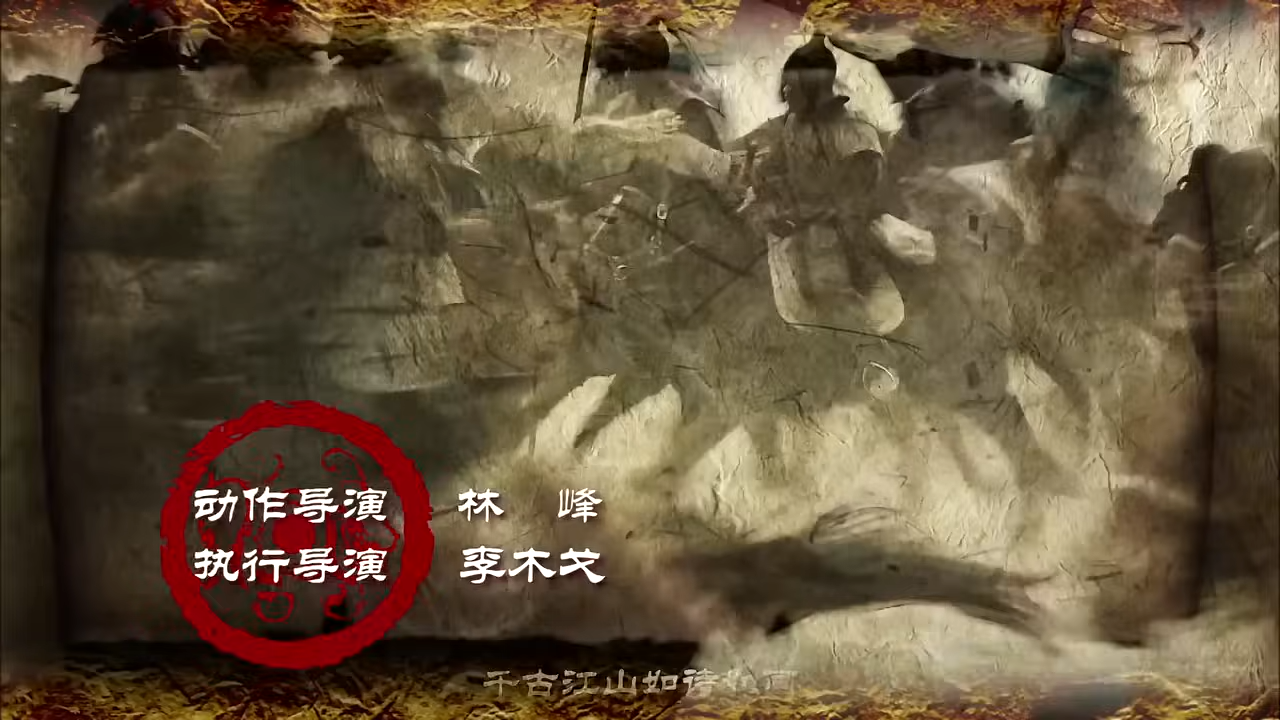 动作导演 林 峰
执行导演 李木戈
千古江山如诗如画